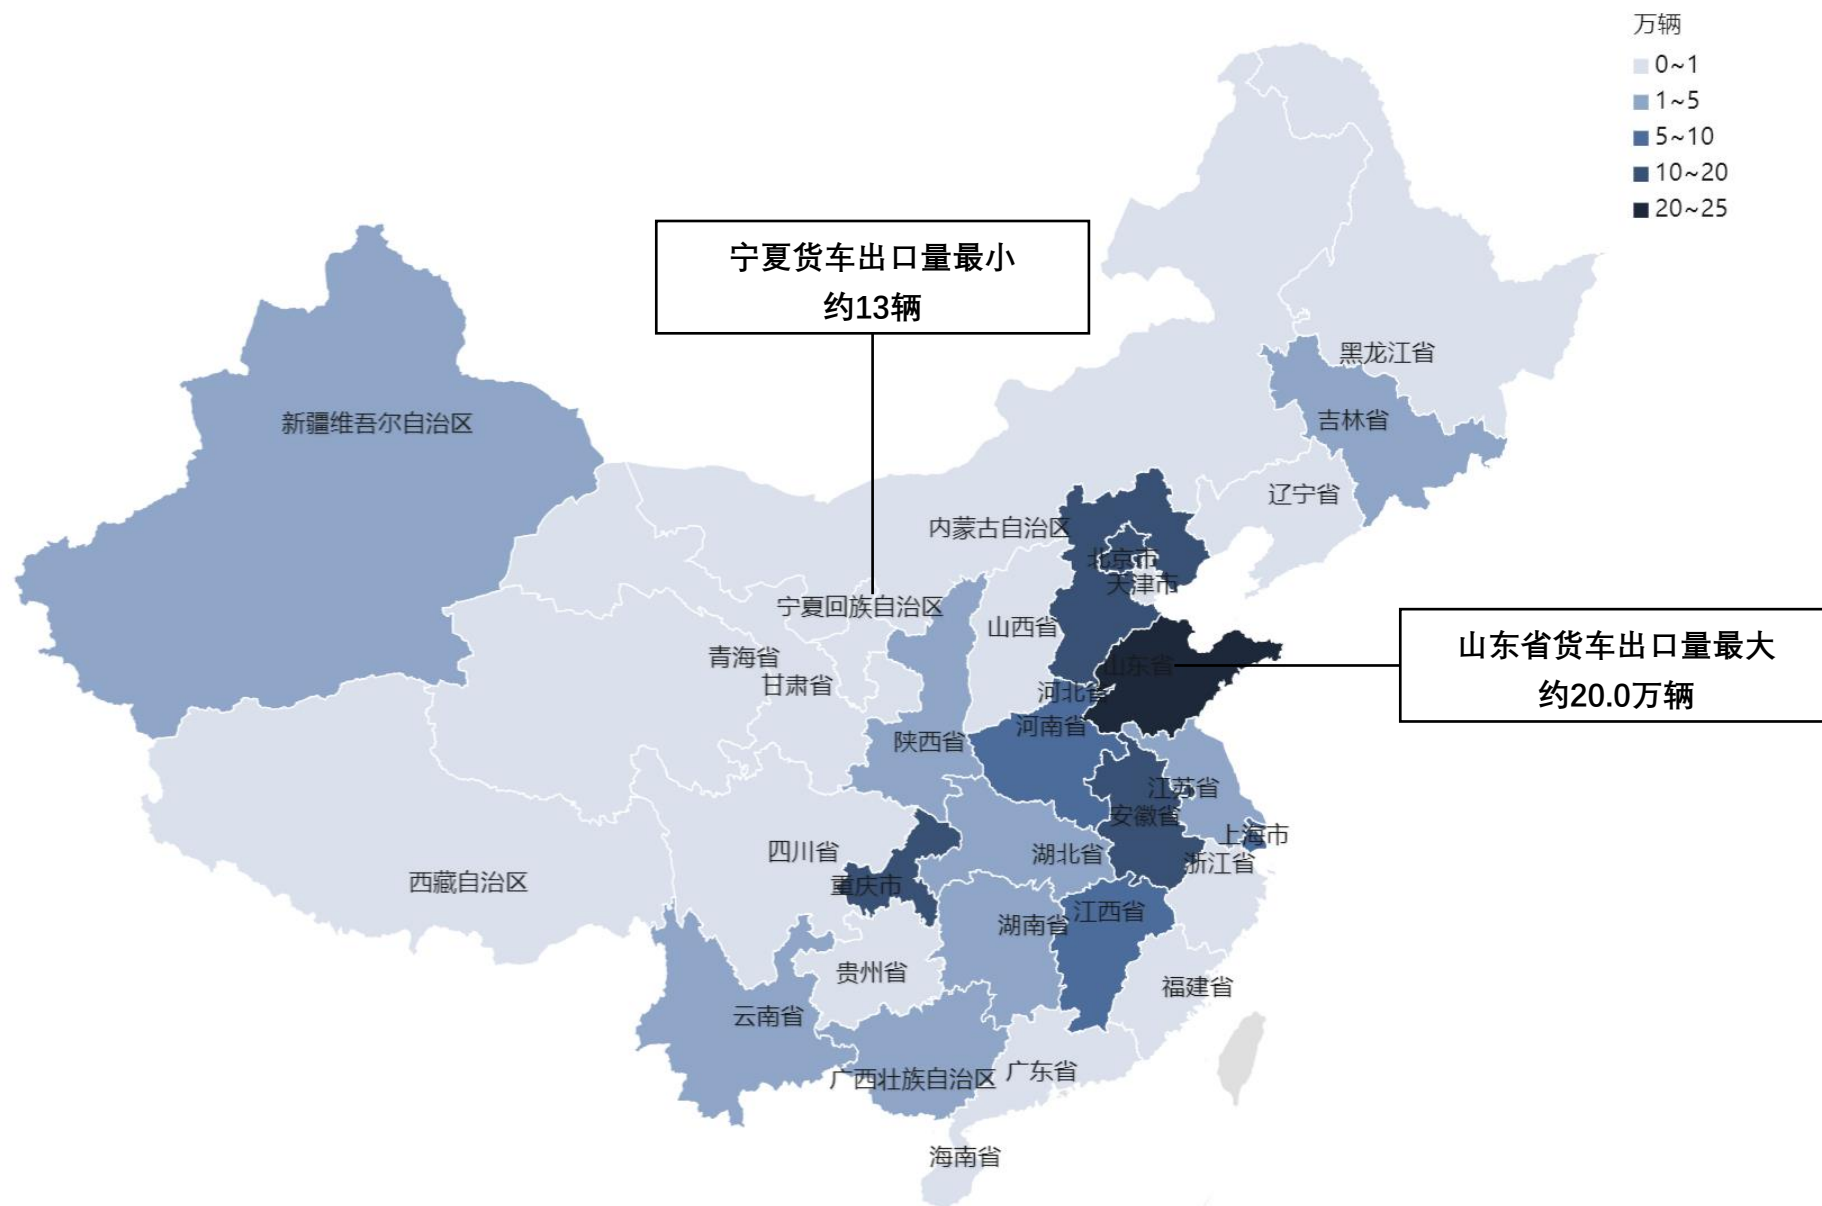 万辆
0~1
1~5
5~10
10~20
20~25
宁夏货车出口量最小
约13辆
黑龙江省
吉林省
新疆维吾尔自治区
辽宁省
内蒙古自治区
北京市
天津市
宁夏回族自治区
山西省
山东省货车出口量最大
约20.0万辆
青海省
山东省
甘肃省
河北省
河南省
陕西省
江苏省
安徽省
上海市
四川省
湖北省
浙江省
西藏自治区
重庆市
湖南省
江西省
贵州省
福建省
云南省
广西壮族自治区
广东省
海南省